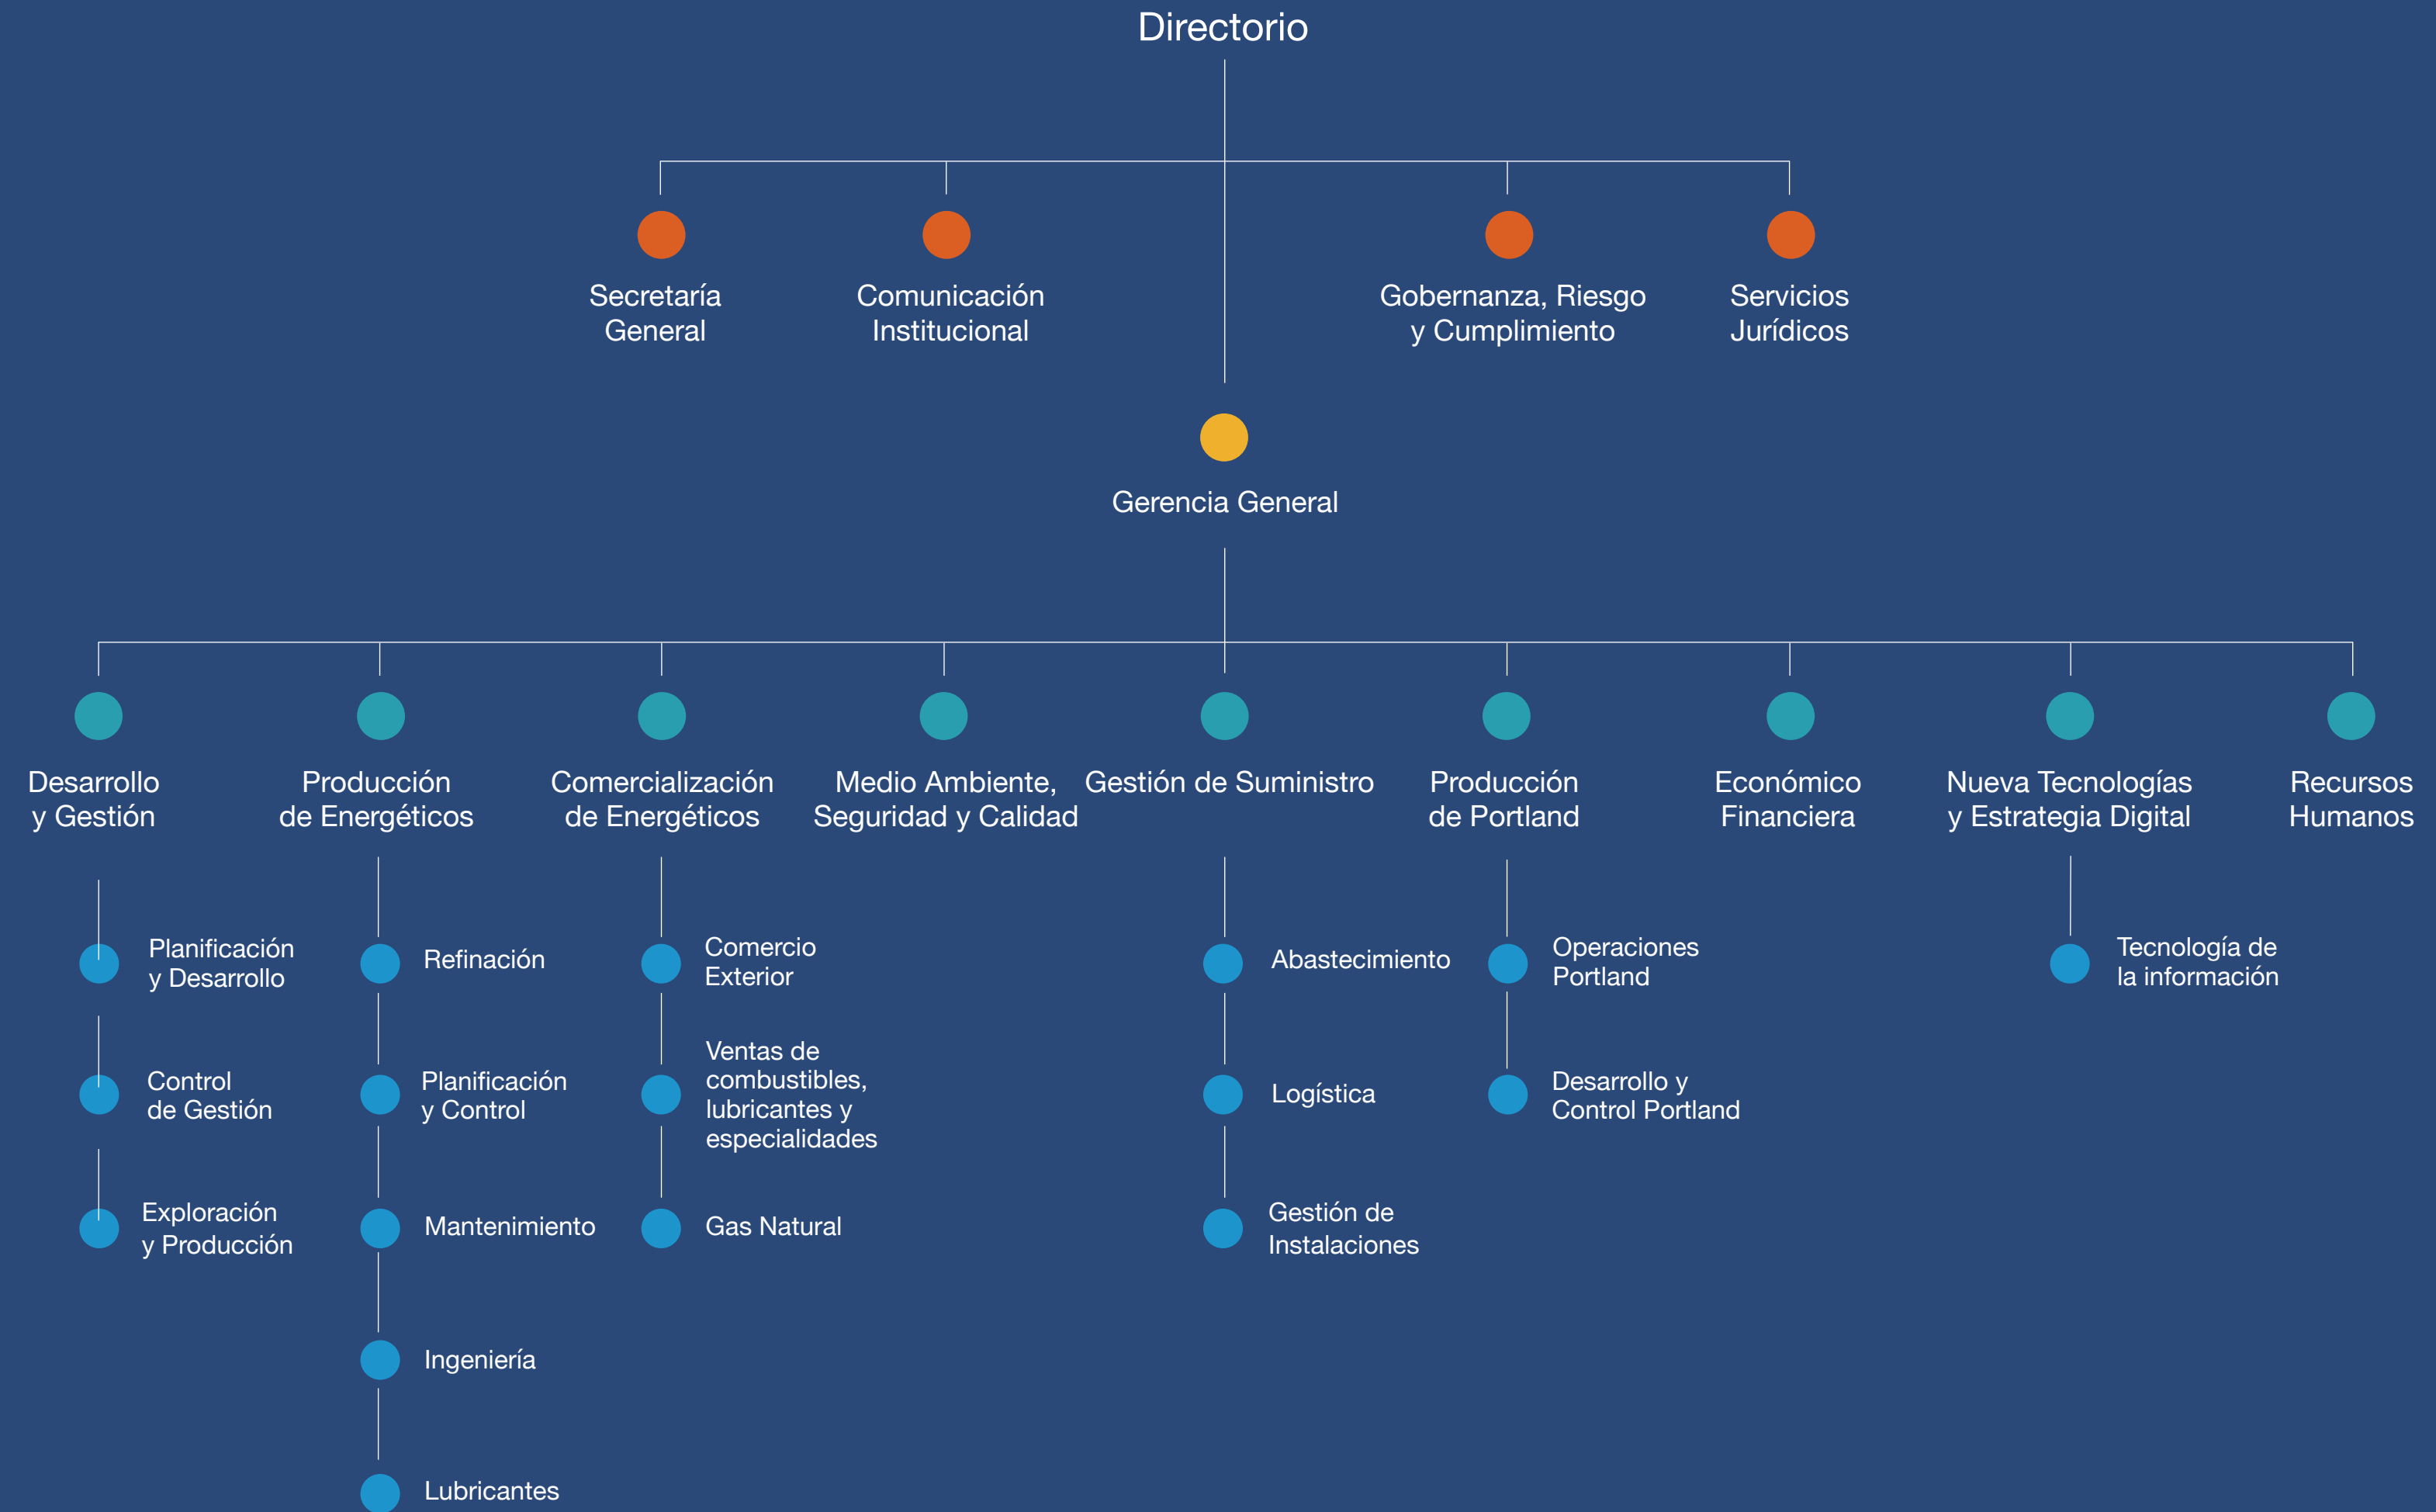 Directorio
Secretaría
General
Comunicación
Institucional
Gobernanza, Riesgo
y Cumplimiento
Servicios
Jurídicos
Gerencia General
Desarrollo
y Gestión
Producción
de Energéticos
Comercialización
de Energéticos
Medio Ambiente,
Seguridad y Calidad
Gestión de Suministro
Producción
de Portland
Económico
Financiera
Nueva Tecnologías
y Estrategia Digital
Recursos
Humanos
Planificación
y Desarrollo
Control
de Gestión
Exploración
y Producción
Refinación
Planificación
y Control
Mantenimiento
Ingeniería
Lubricantes
Comercio
Exterior
Ventas de
combustibles,
lubricantes y
especialidades
Gas Natural
Abastecimiento
Logística
Gestión de
Instalaciones
Operaciones
Portland
Desarrollo y
Control Portland
Tecnología de
la información